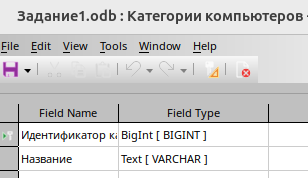 Задание1.odb : Категории компьютеров -
File Edit View Tools Window Help
Field Name Field Type
Идентификатор ка BigInt [ BIGINT ]
Название Text [ VARCHAR ]